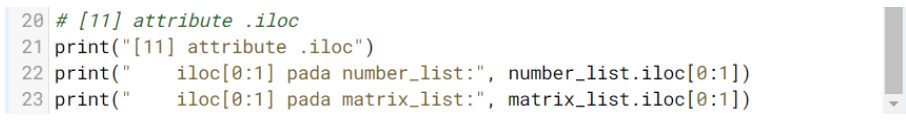 20 # [11] attribute .iloc
21 print("[11] attribute .iloc")
22 print("    iloc[0:1] pada number_list:", number_list.iloc[0:1])
23 print("    iloc[0:1] pada matrix_list:", matrix_list.iloc[0:1])